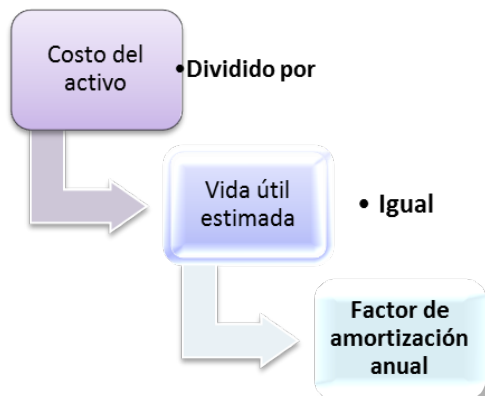 Costo del
activo
•Dividido por
Vida útil
estimada
• Igual
Factor de
amortización
anual